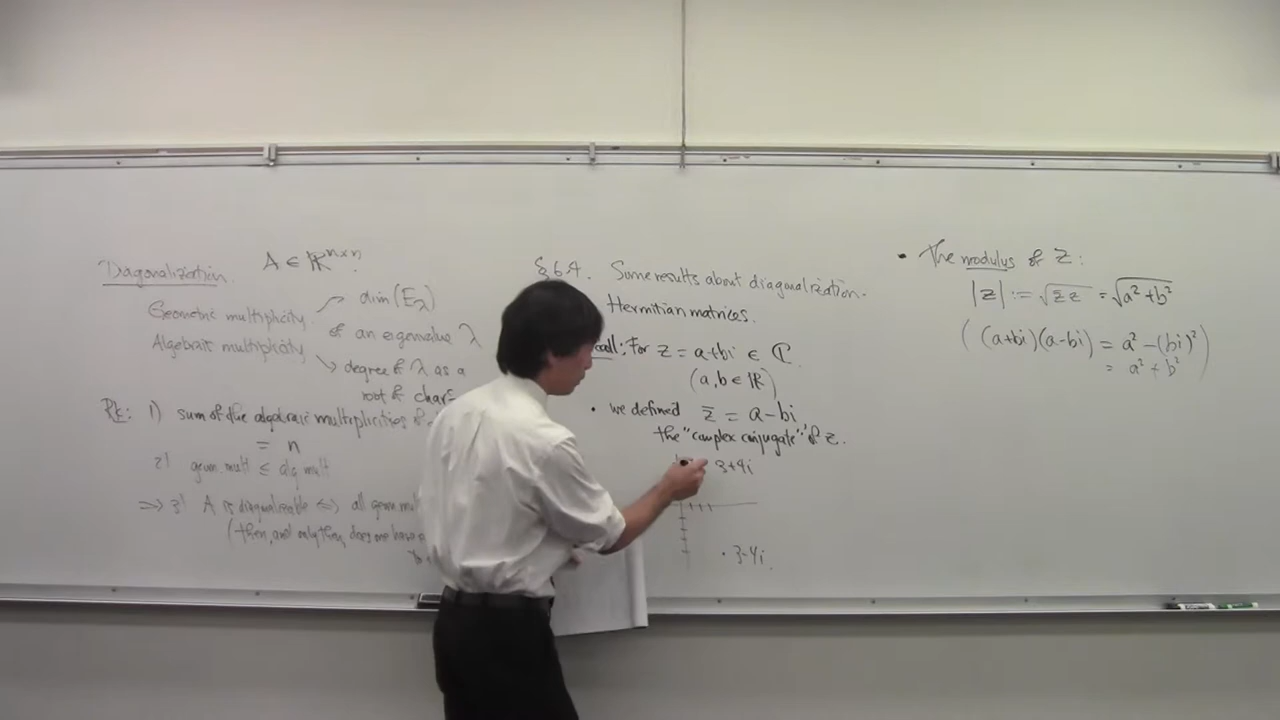 Diagonalization. A ∈ ℝ^{n×n}.
Geometric multiplicity → dim(E_λ)
of an eigenvalue λ
Algebrait multiplicity → degree of λ as a
root of char
1) sum of the algebraic multiplicities of
= n
2) geom. mult ≤ alg mult
⇒ 3) A is diagonalizable ⇔ all geom mu
(then, and only then, does one have a
§ 6.4. Some results about diagonalization.
Hermitian matrices.
call: For z = a+bi ∈ ℂ.
(a, b ∈ ℝ)
• we defined z̄ = a-bi
the "complex conjugate" of z.
• 3+4i
• 3-4i
• The modulus of z:
|z| := √(z̄z) = √(a²+b²)
((a+bi)(a-bi) = a² - (bi)²)
= a² + b²